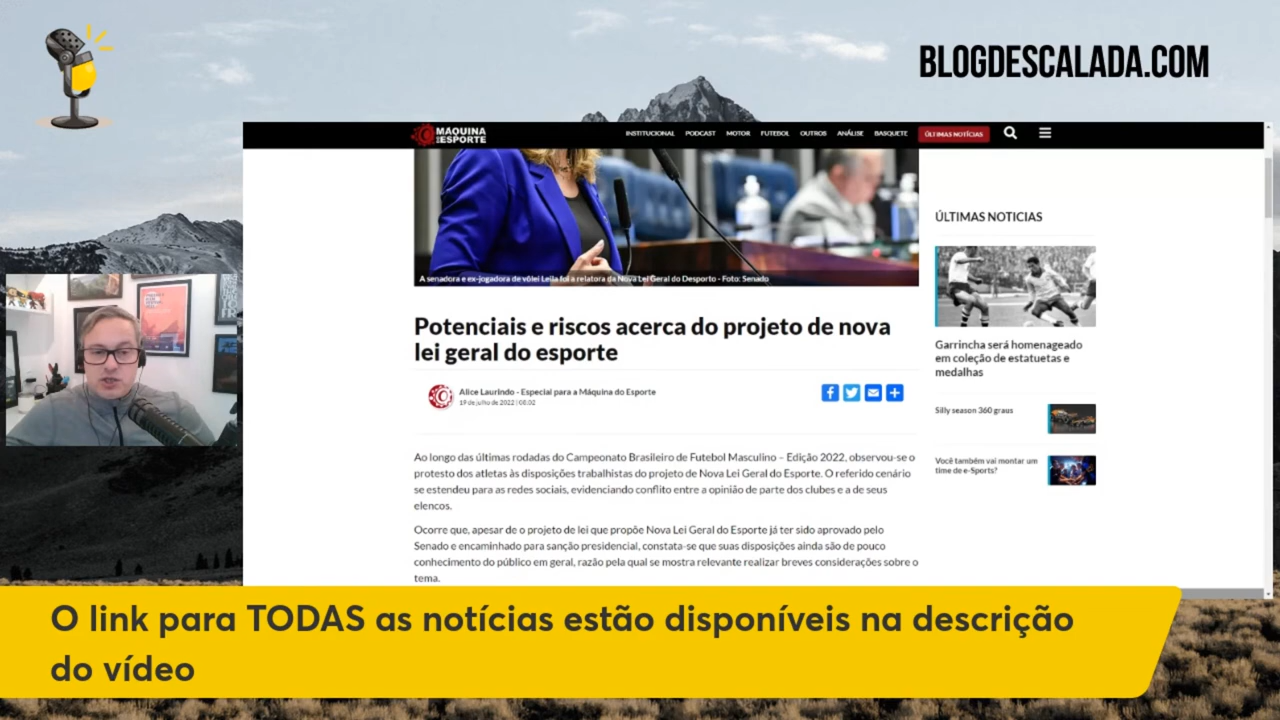 BLOGDESCALADA.COM
MÁQUINA DO ESPORTE
INSTITUCIONAL PODCAST MOTOR FUTEBOL OUTROS ANÁLISE BASQUETE ÚLTIMAS NOTÍCIAS
A senadora e ex-jogadora de vôlei Leila foi a relatora da Nova Lei Geral do Desporto - Foto: Senado
Potenciais e riscos acerca do projeto de nova
lei geral do esporte
Alice Laurindo - Especial para a Máquina do Esporte
19 de julho de 2022 | 08:02
Ao longo das últimas rodadas do Campeonato Brasileiro de Futebol Masculino – Edição 2022, observou-se o
protesto dos atletas às disposições trabalhistas do projeto de Nova Lei Geral do Esporte. O referido cenário
se estendeu para as redes sociais, evidenciando conflito entre a opinião de parte dos clubes e a de seus
elencos.
Ocorre que, apesar de o projeto de lei que propõe Nova Lei Geral do Esporte já ter sido aprovado pelo
Senado e encaminhado para sanção presidencial, constata-se que suas disposições ainda são de pouco
conhecimento do público em geral, razão pela qual se mostra relevante realizar breves considerações sobre o
tema.
ÚLTIMAS NOTICIAS
Garrincha será homenageado
em coleção de estatuetas e
medalhas
Silly season 360 graus
Você também vai montar um
time de e-Sports?
O link para TODAS as notícias estão disponíveis na descrição
do vídeo